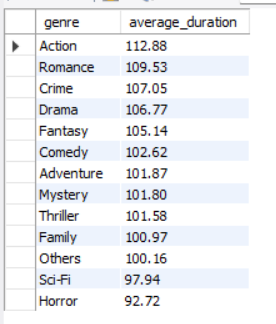 genre average_duration
Action 112.88
Romance 109.53
Crime 107.05
Drama 106.77
Fantasy 105.14
Comedy 102.62
Adventure 101.87
Mystery 101.80
Thriller 101.58
Family 100.97
Others 100.16
Sci-Fi 97.94
Horror 92.72